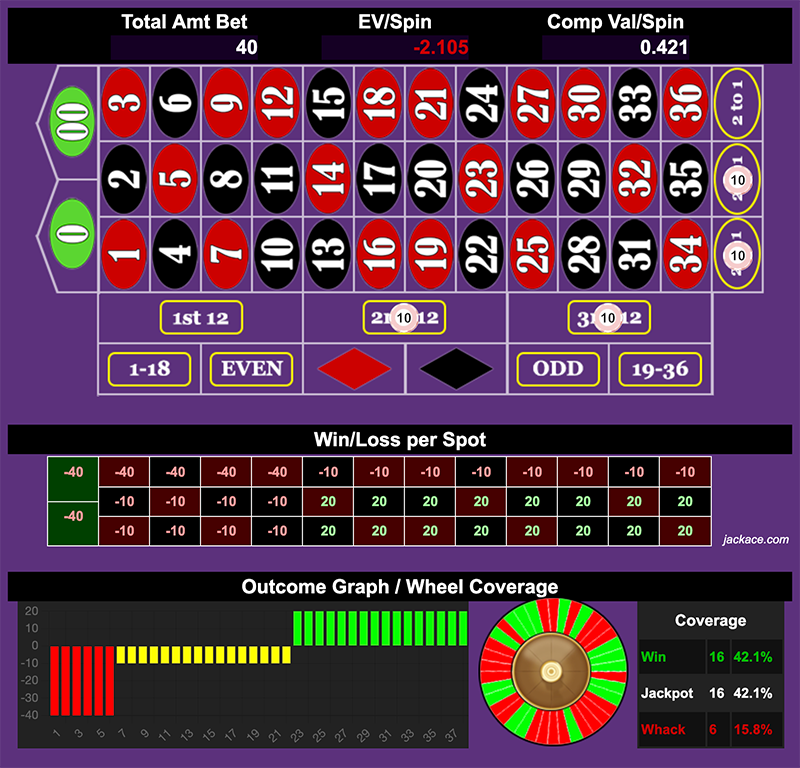 Total Amt Bet EV/Spin Comp Val/Spin
40 -2.105 0.421
00 3 6 9 12 15 18 21 24 27 30 33 36 2 to 1
2 5 8 11 14 17 20 23 26 29 32 35 2 1 10
0 1 4 7 10 13 16 19 22 25 28 31 34 2 1 10
1st 12 2 10 12 3 10 12
1-18 EVEN ODD 19-36
Win/Loss per Spot
-40 -40 -40 -40 -40 -10 -10 -10 -10 -10 -10 -10 -10
-10 -10 -10 -10 20 20 20 20 20 20 20 20
-40 -10 -10 -10 -10 20 20 20 20 20 20 20 20
jackace.com
Outcome Graph / Wheel Coverage
20
10
0
-10
-20
-30
-40
1 3 5 7 9 11 13 15 17 19 21 23 25 27 29 31 33 35 37
Coverage
Win 16 42.1%
Jackpot 16 42.1%
Whack 6 15.8%